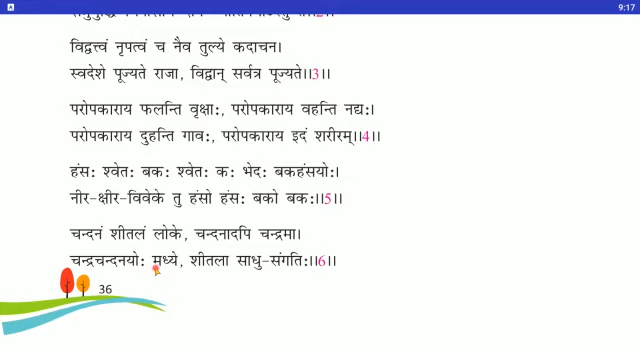 9:17
विद्वत्त्वं नृपत्वं च नैव तुल्ये कदाचन।
स्वदेशे पूज्यते राजा, विद्वान् सर्वत्र पूज्यते।।3।।
परोपकाराय फलन्ति वृक्षाः, परोपकाराय वहन्ति नद्यः।
परोपकाराय दुहन्ति गावः, परोपकाराय इदं शरीरम्।।4।।
हंसः श्वेतः बकः श्वेतः कः भेदः बकहंसयोः।
नीर-क्षीर-विवेके तु हंसो हंसः बको बकः।।5।।
चन्दनं शीतलं लोके, चन्दनादपि चन्द्रमा।
चन्द्रचन्दनयोः मध्ये, शीतला साधु-संगतिः।।6।।
36